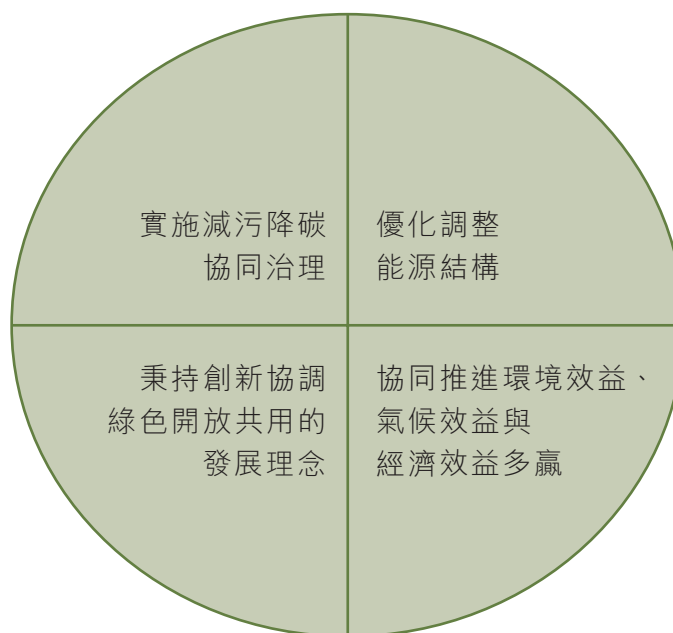 實施減污降碳
協同治理
優化調整
能源結構
秉持創新協調
綠色開放共用的
發展理念
協同推進環境效益、
氣候效益與
經濟效益多贏